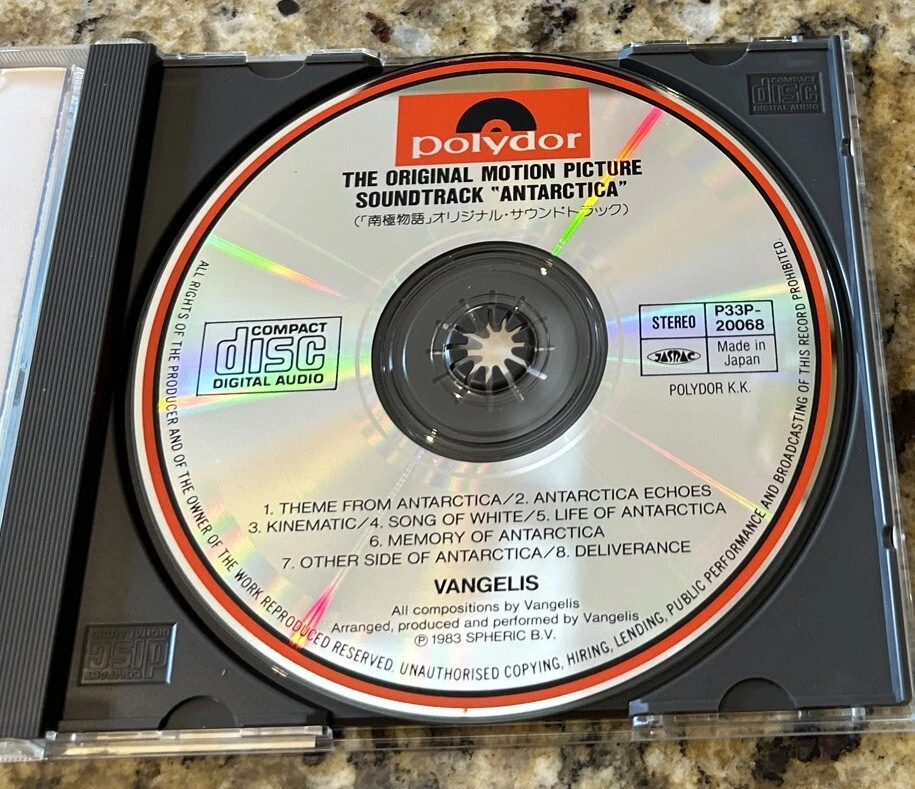 polydor
THE ORIGINAL MOTION PICTURE
SOUNDTRACK "ANTARCTICA"
(「南極物語」オリジナル・サウンドトラック)
COMPACT
disc
DIGITAL AUDIO
STEREO
P33P-
20068
JASRAC
Made in
Japan
POLYDOR K.K.
1. THEME FROM ANTARCTICA/2. ANTARCTICA ECHOES
3. KINEMATIC/4. SONG OF WHITE/5. LIFE OF ANTARCTICA
6. MEMORY OF ANTARCTICA
7. OTHER SIDE OF ANTARCTICA/8. DELIVERANCE
VANGELIS
All compositions by Vangelis
Arranged, produced and performed by Vangelis
℗ 1983 SPHERIC B.V.
ALL RIGHTS OF THE PRODUCER AND OF THE OWNER OF THE WORK REPRODUCED RESERVED. UNAUTHORISED COPYING, HIRING, LENDING, PUBLIC PERFORMANCE AND BROADCASTING OF THIS RECORD PROHIBITED.
COMPACT
disc
DIGITAL AUDIO
COMPACT
disc
DIGITAL AUDIO